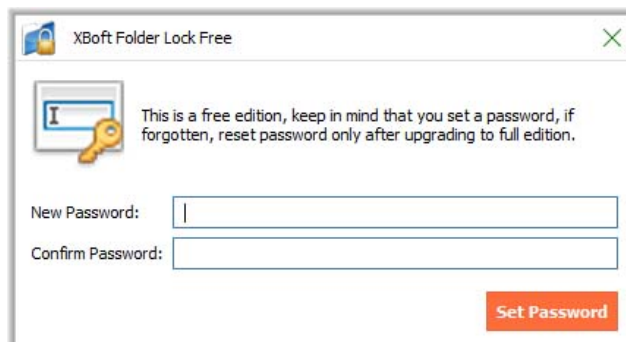 XBoft Folder Lock Free
This is a free edition, keep in mind that you set a password, if
forgotten, reset password only after upgrading to full edition.
New Password:
Confirm Password:
Set Password